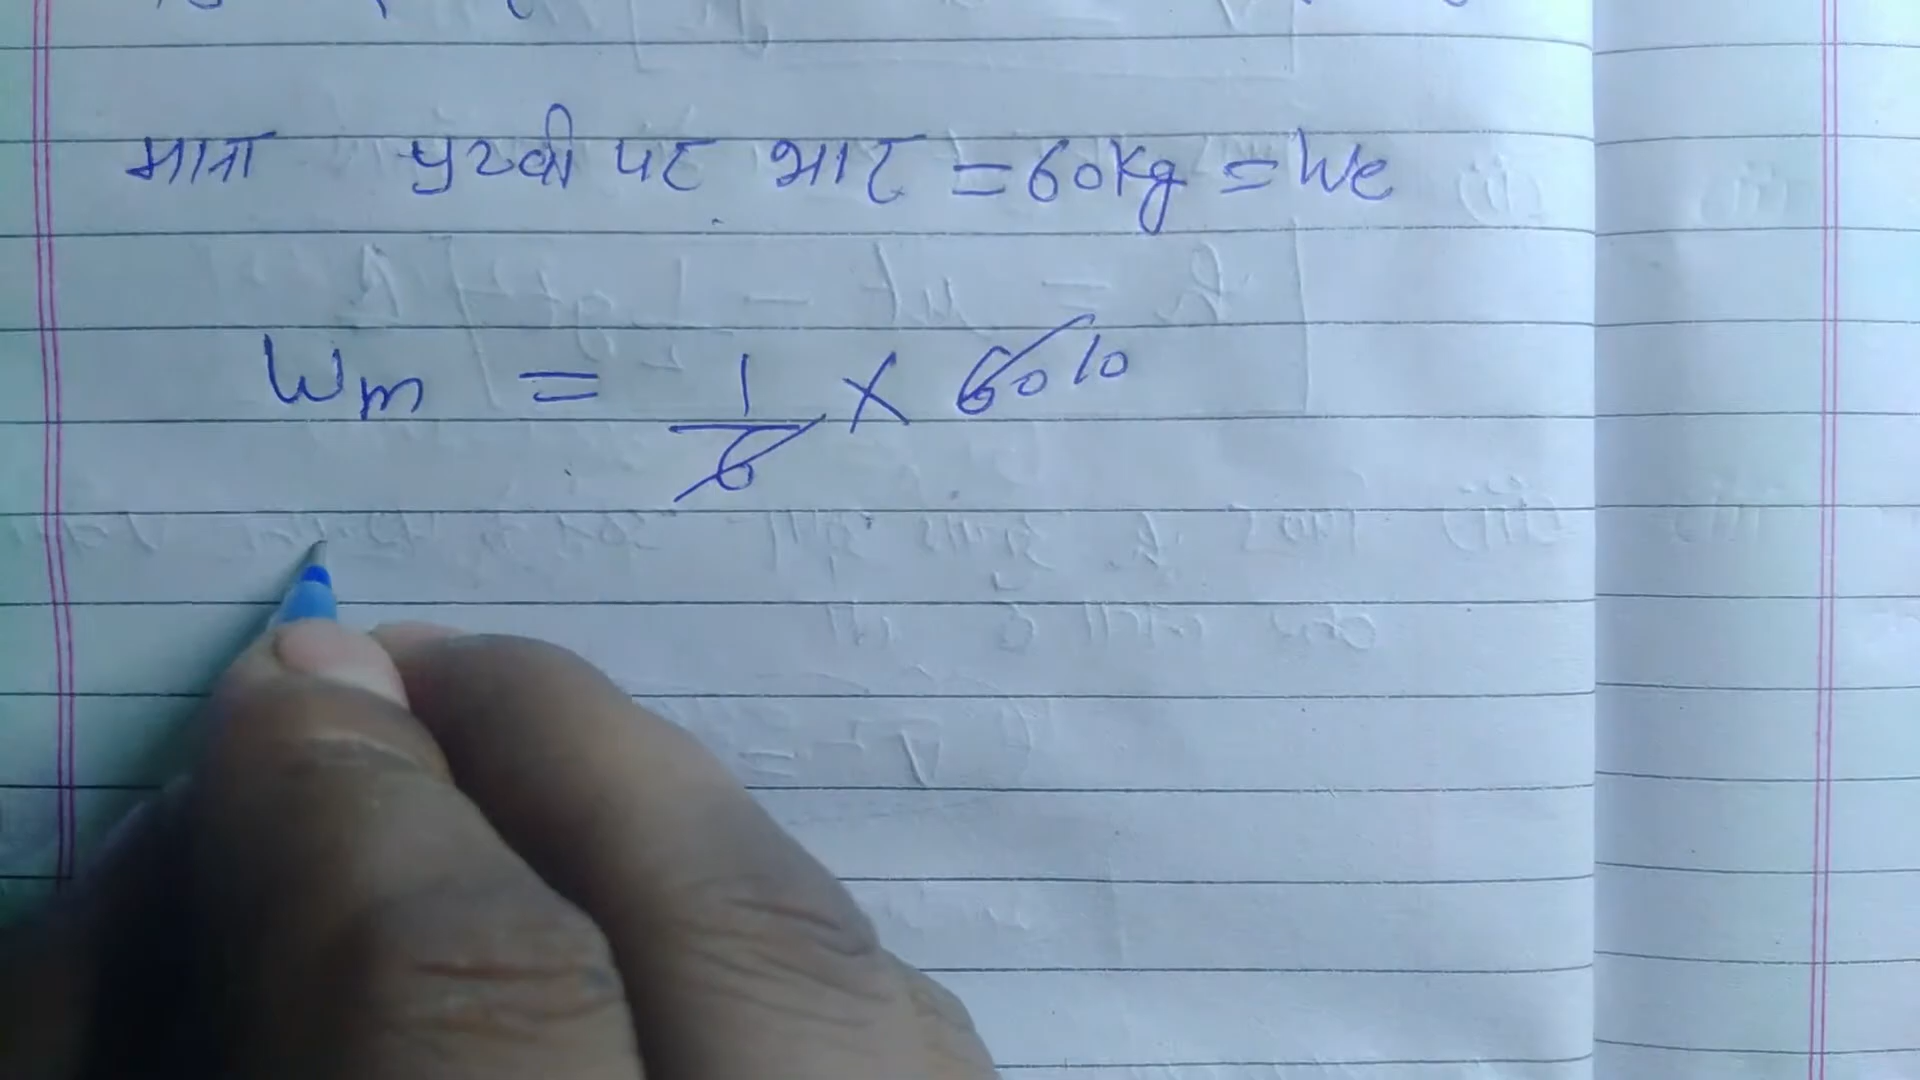 माना पृथ्वी पर भार = 60kg = We
Wm = 1/6 × 60 10